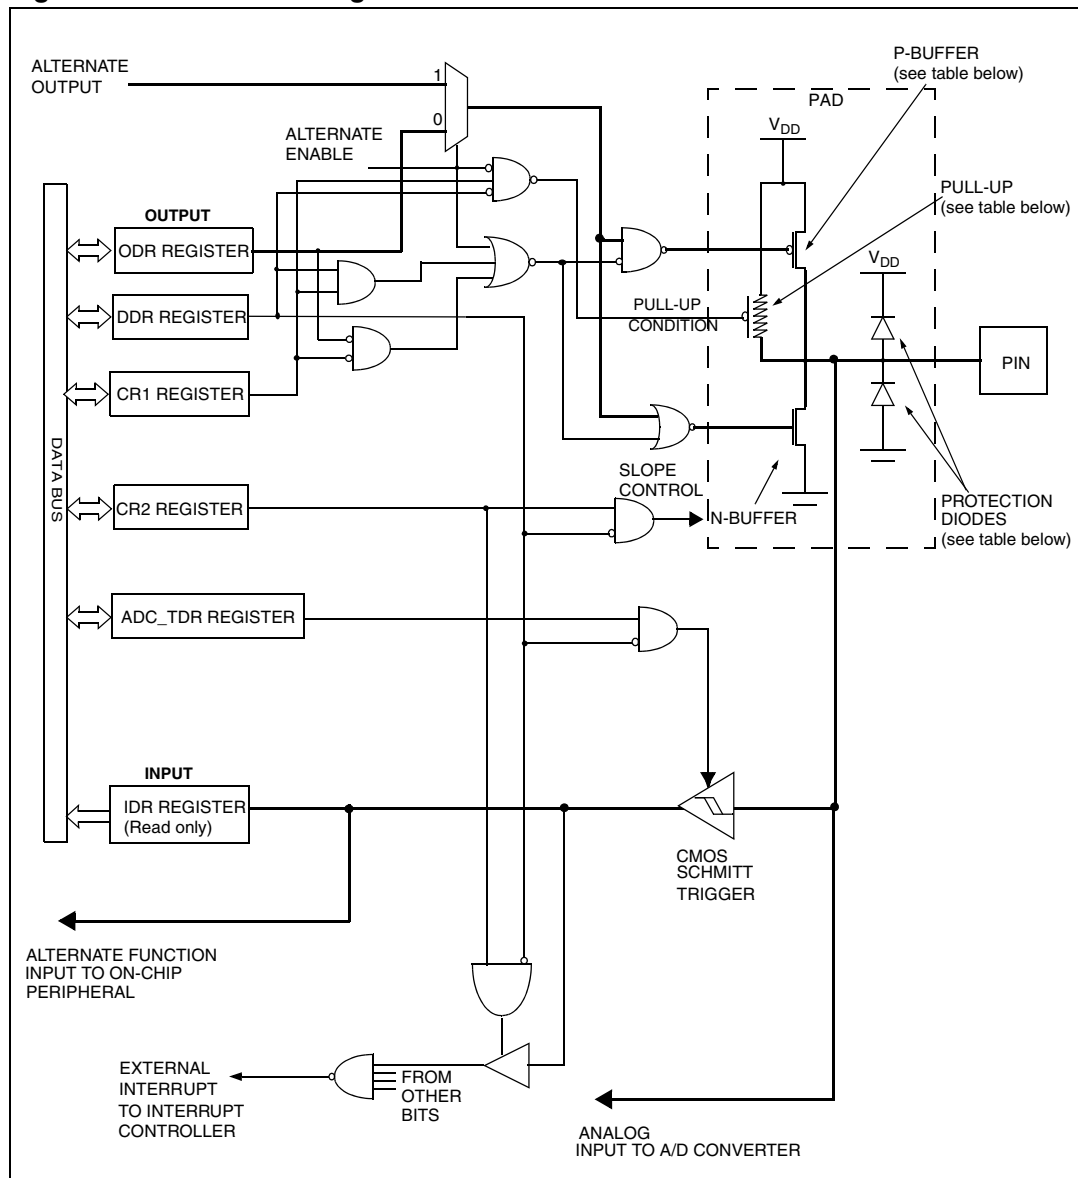 ALTERNATE
OUTPUT
1
0
ALTERNATE
ENABLE
P-BUFFER
(see table below)
PAD
VDD
PULL-UP
(see table below)
VDD
OUTPUT
ODR REGISTER
DDR REGISTER
PULL-UP
CONDITION
PIN
CR1 REGISTER
DATA BUS
SLOPE
CONTROL
CR2 REGISTER
N-BUFFER
PROTECTION
DIODES
(see table below)
ADC_TDR REGISTER
INPUT
IDR REGISTER
(Read only)
CMOS
SCHMITT
TRIGGER
ALTERNATE FUNCTION
INPUT TO ON-CHIP
PERIPHERAL
EXTERNAL
INTERRUPT
TO INTERRUPT
CONTROLLER
FROM
OTHER
BITS
ANALOG
INPUT TO A/D CONVERTER